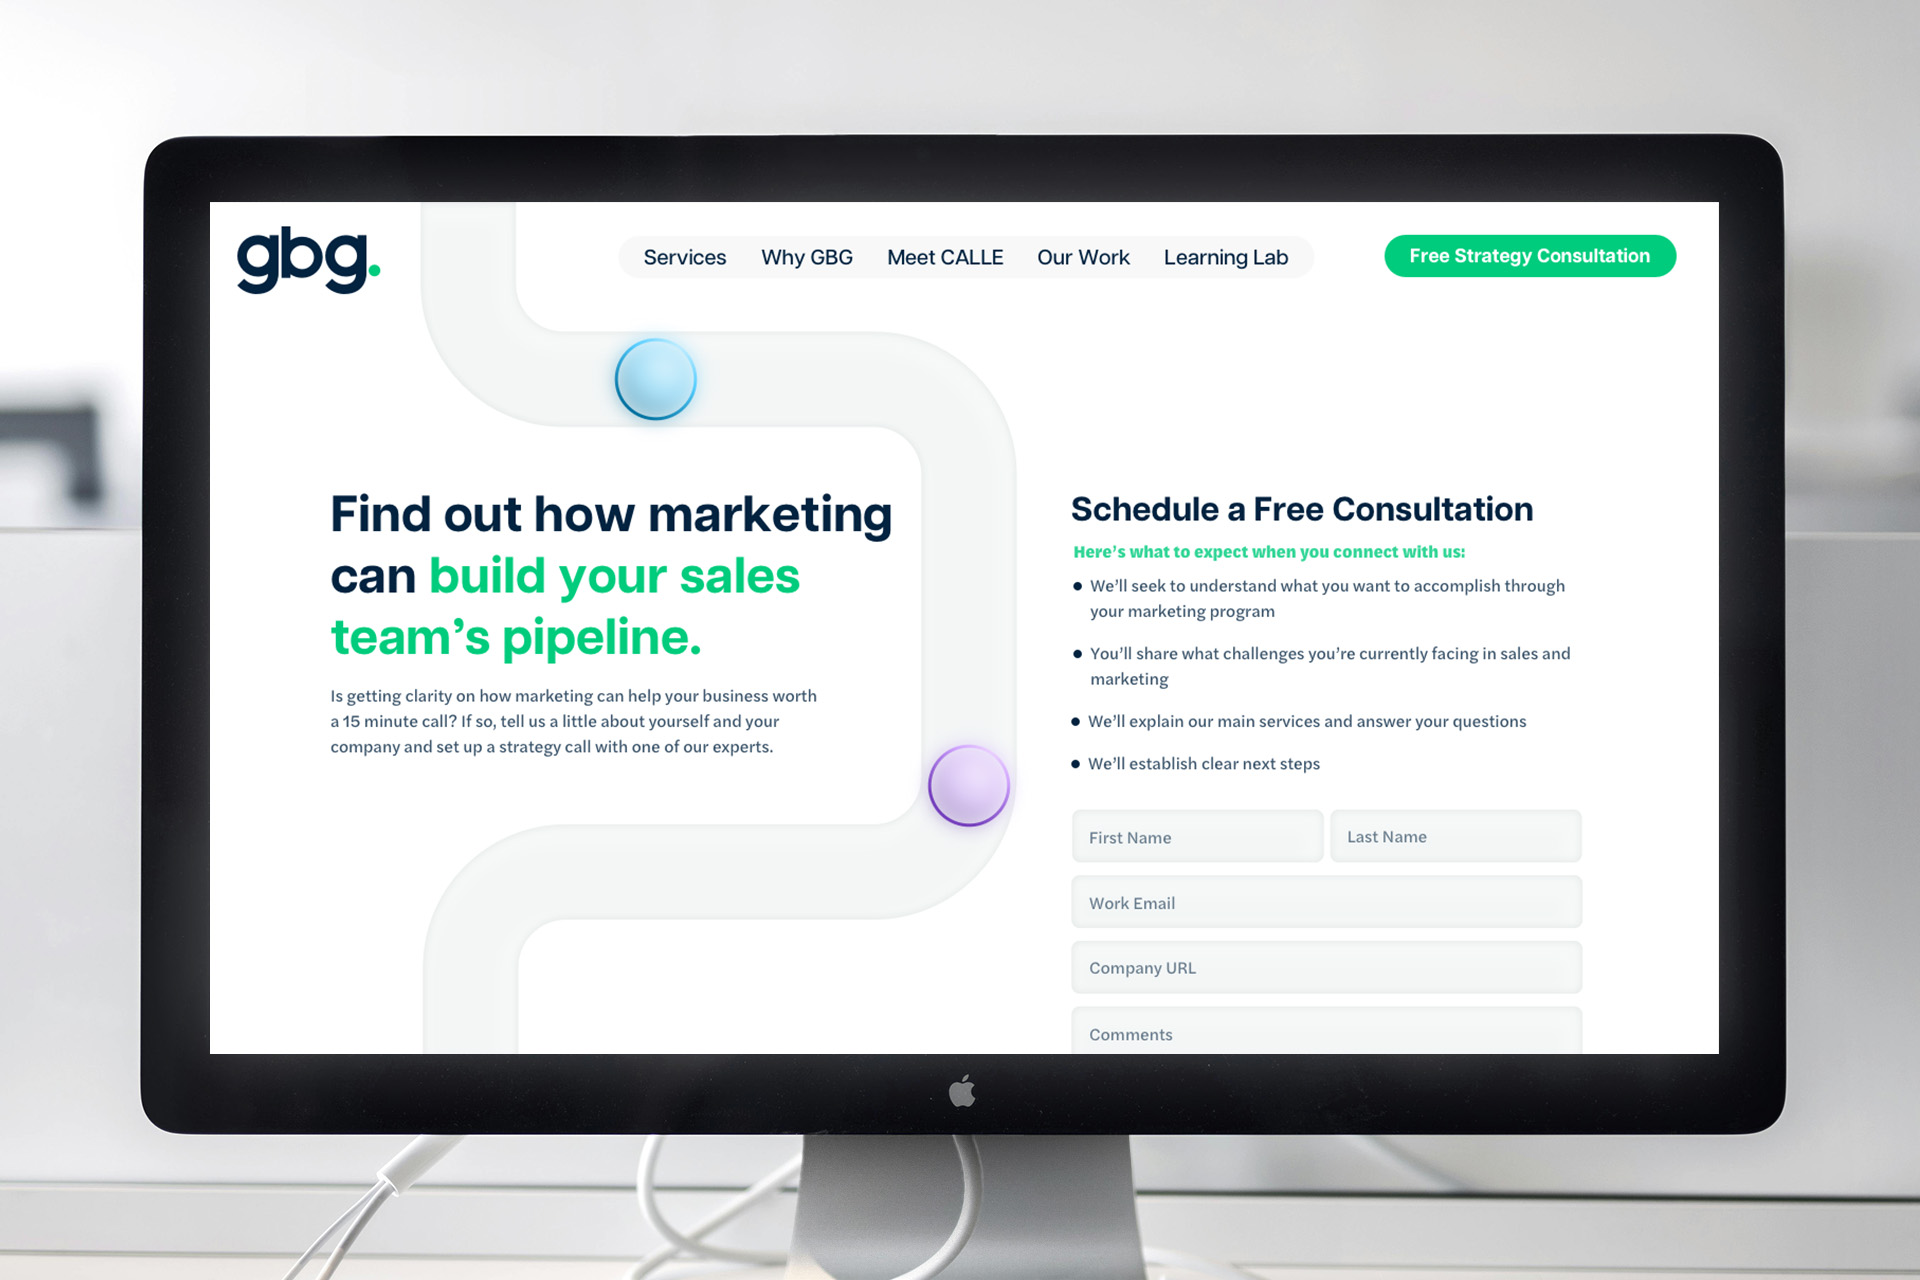 gbg.
Services
Why GBG
Meet CALLE
Our Work
Learning Lab
Free Strategy Consultation
Find out how marketing
can build your sales
team’s pipeline.
Is getting clarity on how marketing can help your business worth
a 15 minute call? If so, tell us a little about yourself and your
company and set up a strategy call with one of our experts.
Schedule a Free Consultation
Here’s what to expect when you connect with us:
• We’ll seek to understand what you want to accomplish through
your marketing program
• You’ll share what challenges you’re currently facing in sales and
marketing
• We’ll explain our main services and answer your questions
• We’ll establish clear next steps
First Name
Last Name
Work Email
Company URL
Comments